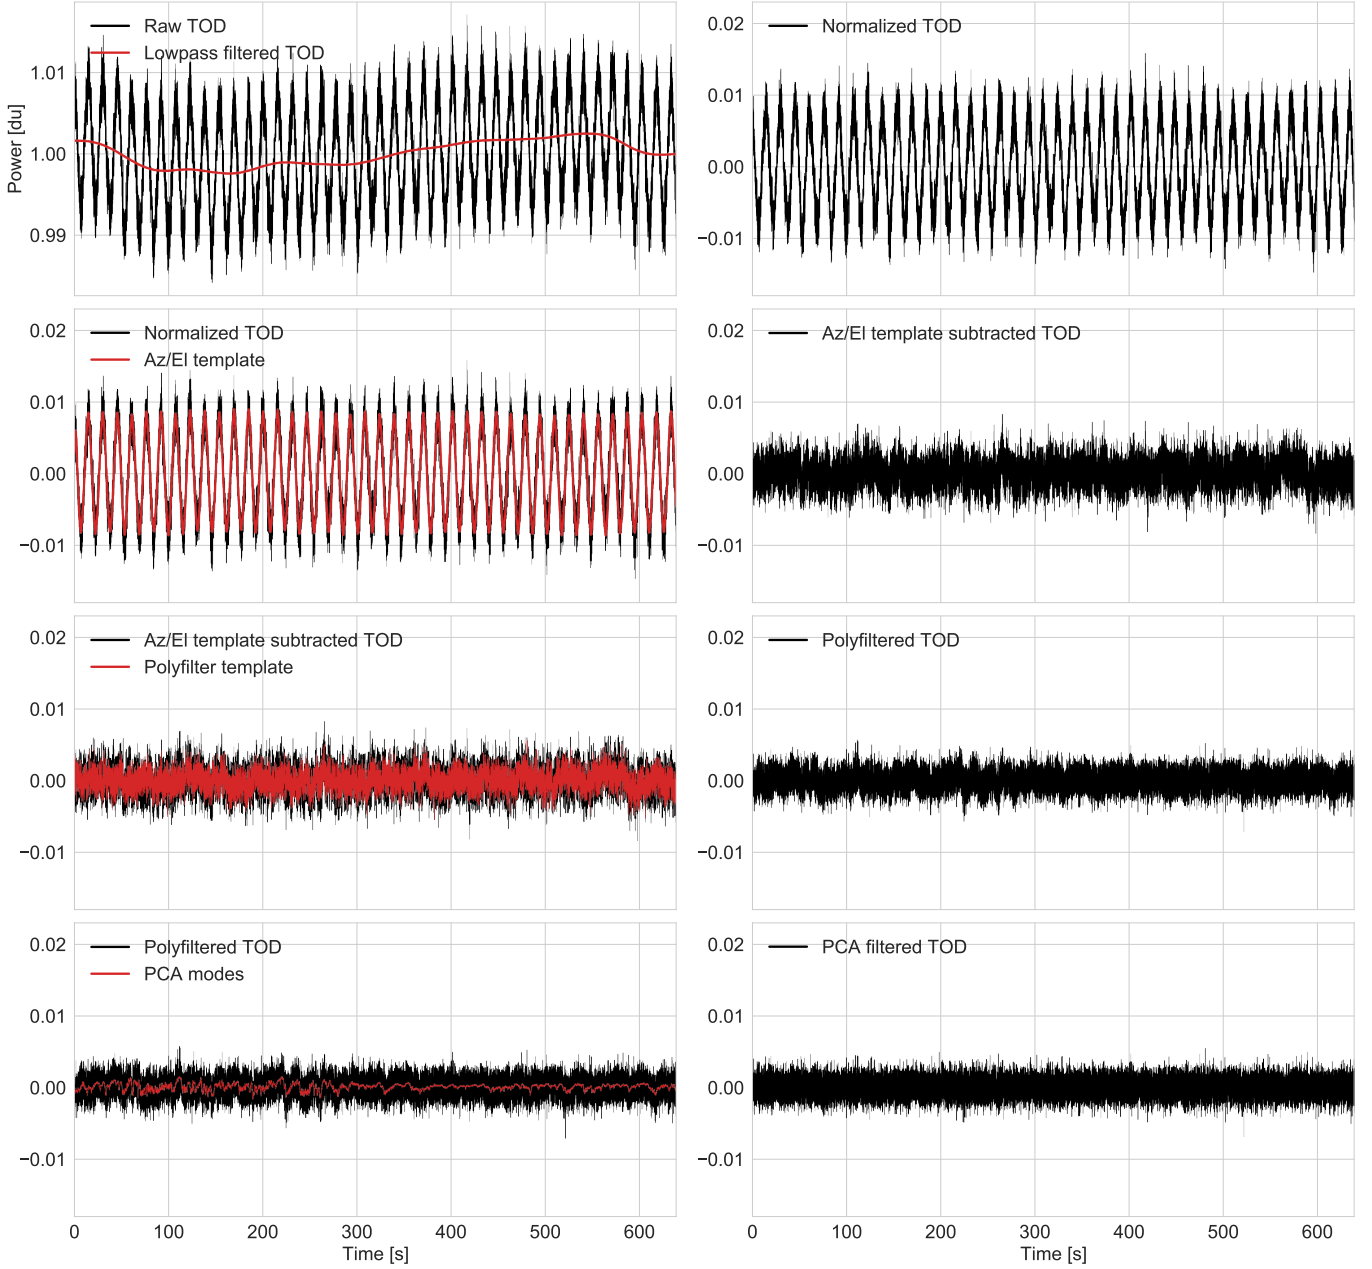 Raw TOD
Lowpass filtered TOD
1.01
1.00
0.99
Power [du]
Normalized TOD
0.02
0.01
0.00
−0.01
Normalized TOD
Az/El template
0.02
0.01
0.00
−0.01
Az/El template subtracted TOD
0.02
0.01
0.00
−0.01
Az/El template subtracted TOD
Polyfilter template
0.02
0.01
0.00
−0.01
Polyfiltered TOD
0.02
0.01
0.00
−0.01
Polyfiltered TOD
PCA modes
0.02
0.01
0.00
−0.01
0 100 200 300 400 500 600
Time [s]
PCA filtered TOD
0.02
0.01
0.00
−0.01
0 100 200 300 400 500 600
Time [s]